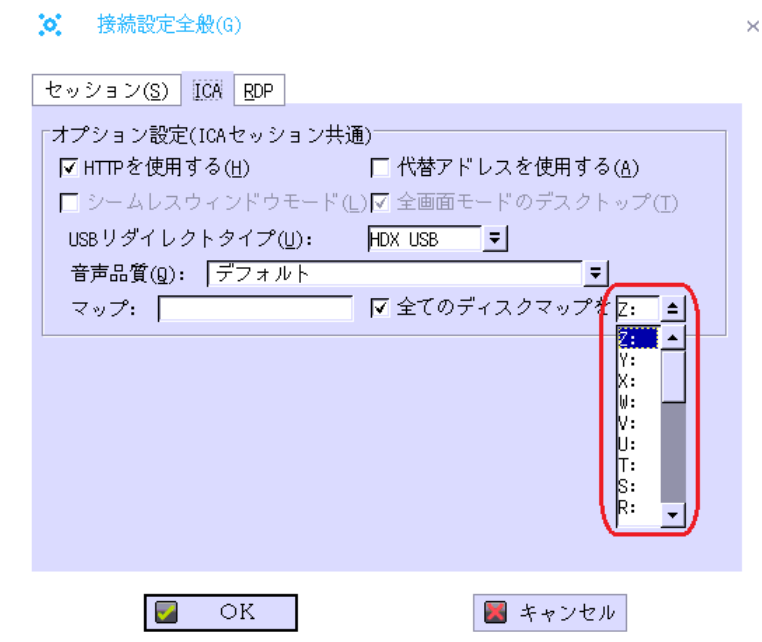 接続設定全般(G)
セッション(S) ICA RDP
オプション設定(ICAセッション共通)
HTTPを使用する(H) 代替アドレスを使用する(A)
シームレスウィンドウモード(L) 全画面モードのデスクトップ(T)
USBリダイレクトタイプ(U): HDX USB
音声品質(Q): デフォルト
マップ: 全てのディスクマップを Z:
Z:
Y:
X:
W:
V:
U:
T:
S:
R:
OK キャンセル